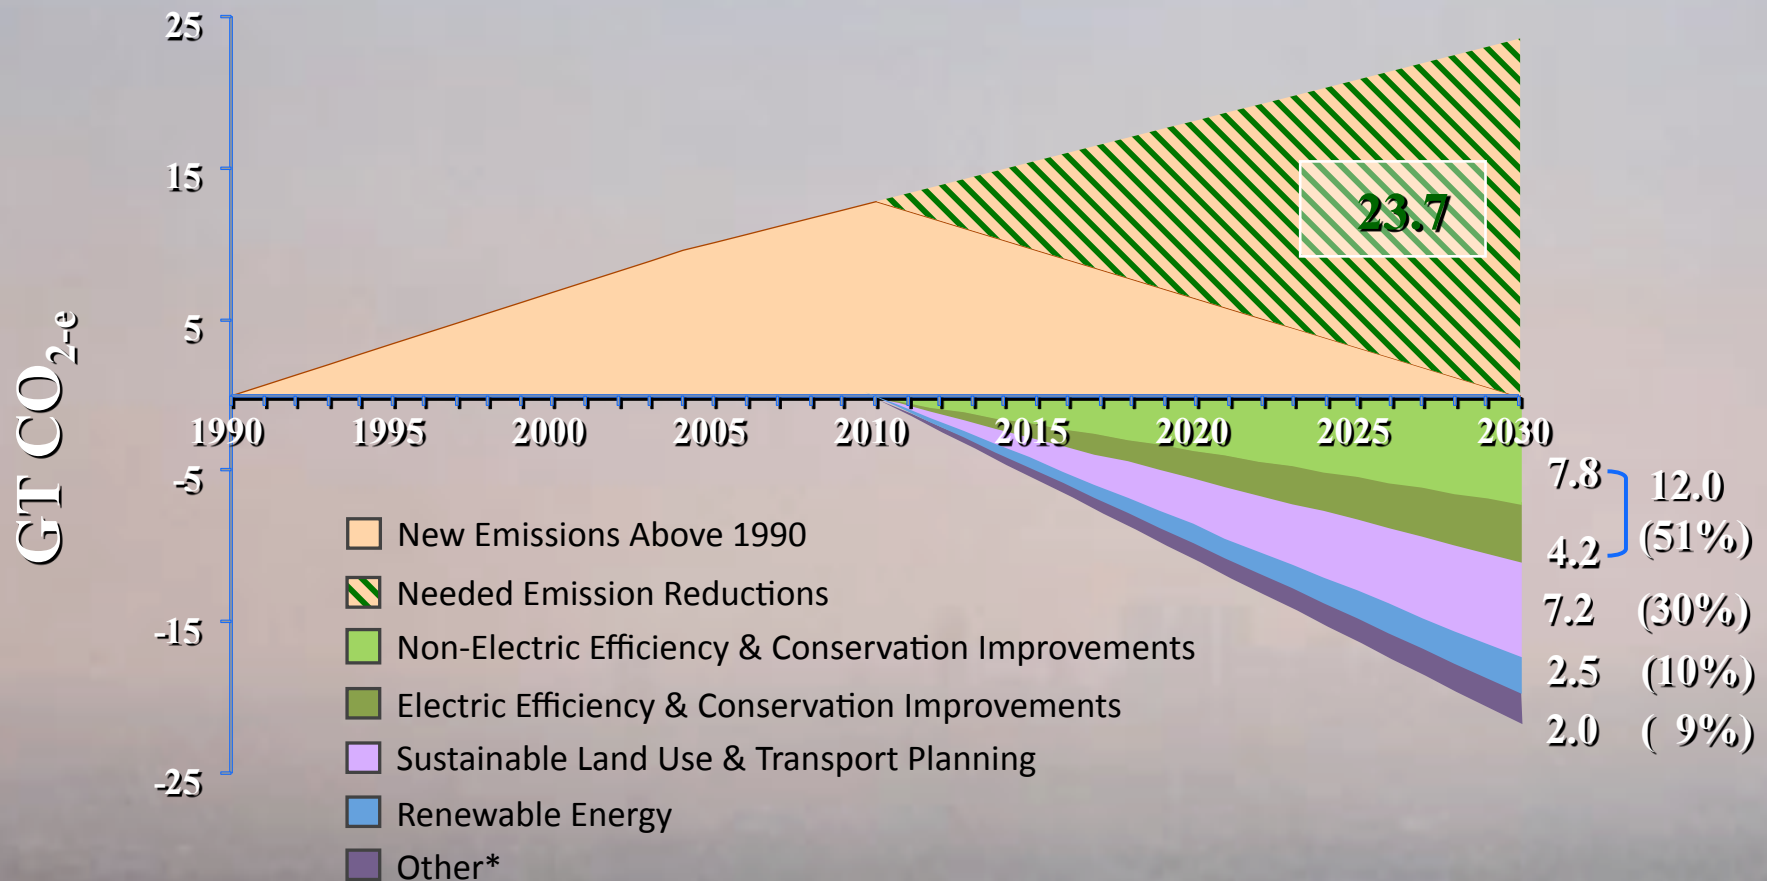 25
15
5
-5
-15
-25
GT CO2-e
23.7
1990 1995 2000 2005 2010 2015 2020 2025 2030
7.8
4.2
12.0
(51%)
7.2 (30%)
2.5 (10%)
2.0 ( 9%)
New Emissions Above 1990
Needed Emission Reductions
Non-Electric Efficiency & Conservation Improvements
Electric Efficiency & Conservation Improvements
Sustainable Land Use & Transport Planning
Renewable Energy
Other*